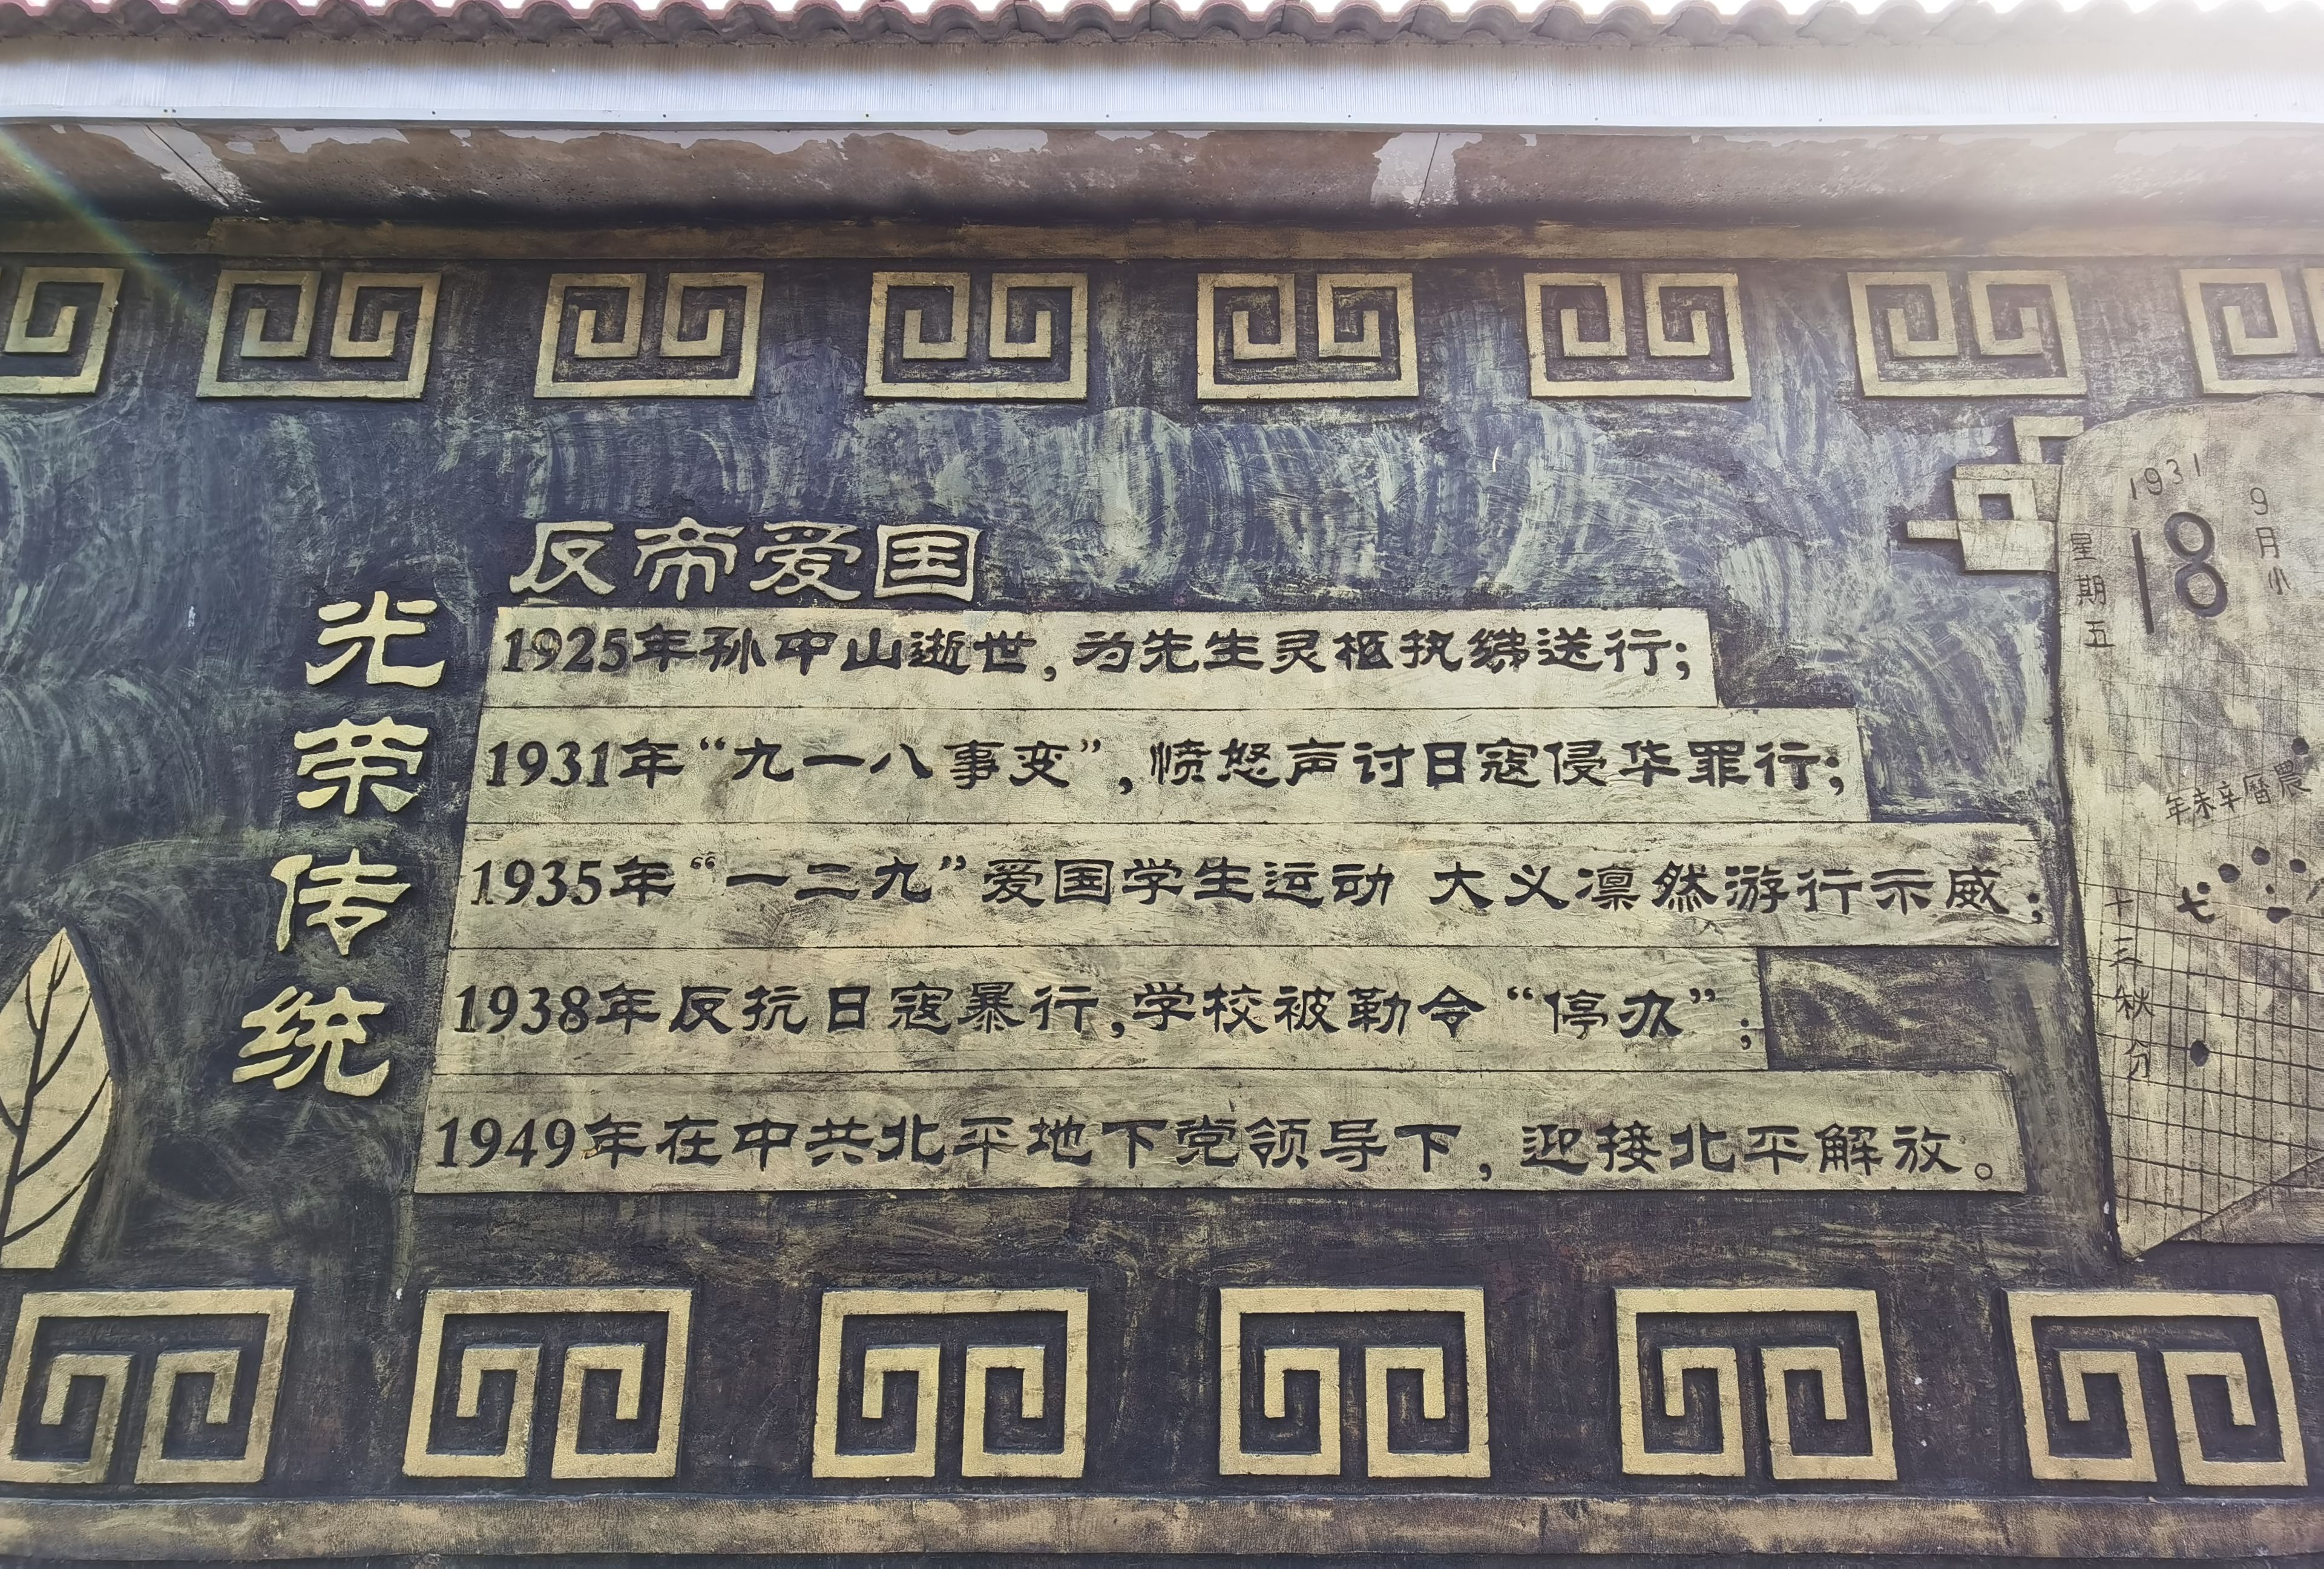 光荣传统
反帝爱国
1925年孙中山逝世,为先生灵柩执绋送行;
1931年“九一八事变”,愤怒声讨日寇侵华罪行;
1935年“一二九”爱国学生运动 大义凛然游行示威;
1938年反抗日寇暴行,学校被勒令“停办”;
1949年在中共北平地下党领导下,迎接北平解放。
1931
18
9月小
星期五
年未辛曆農
十三秋分